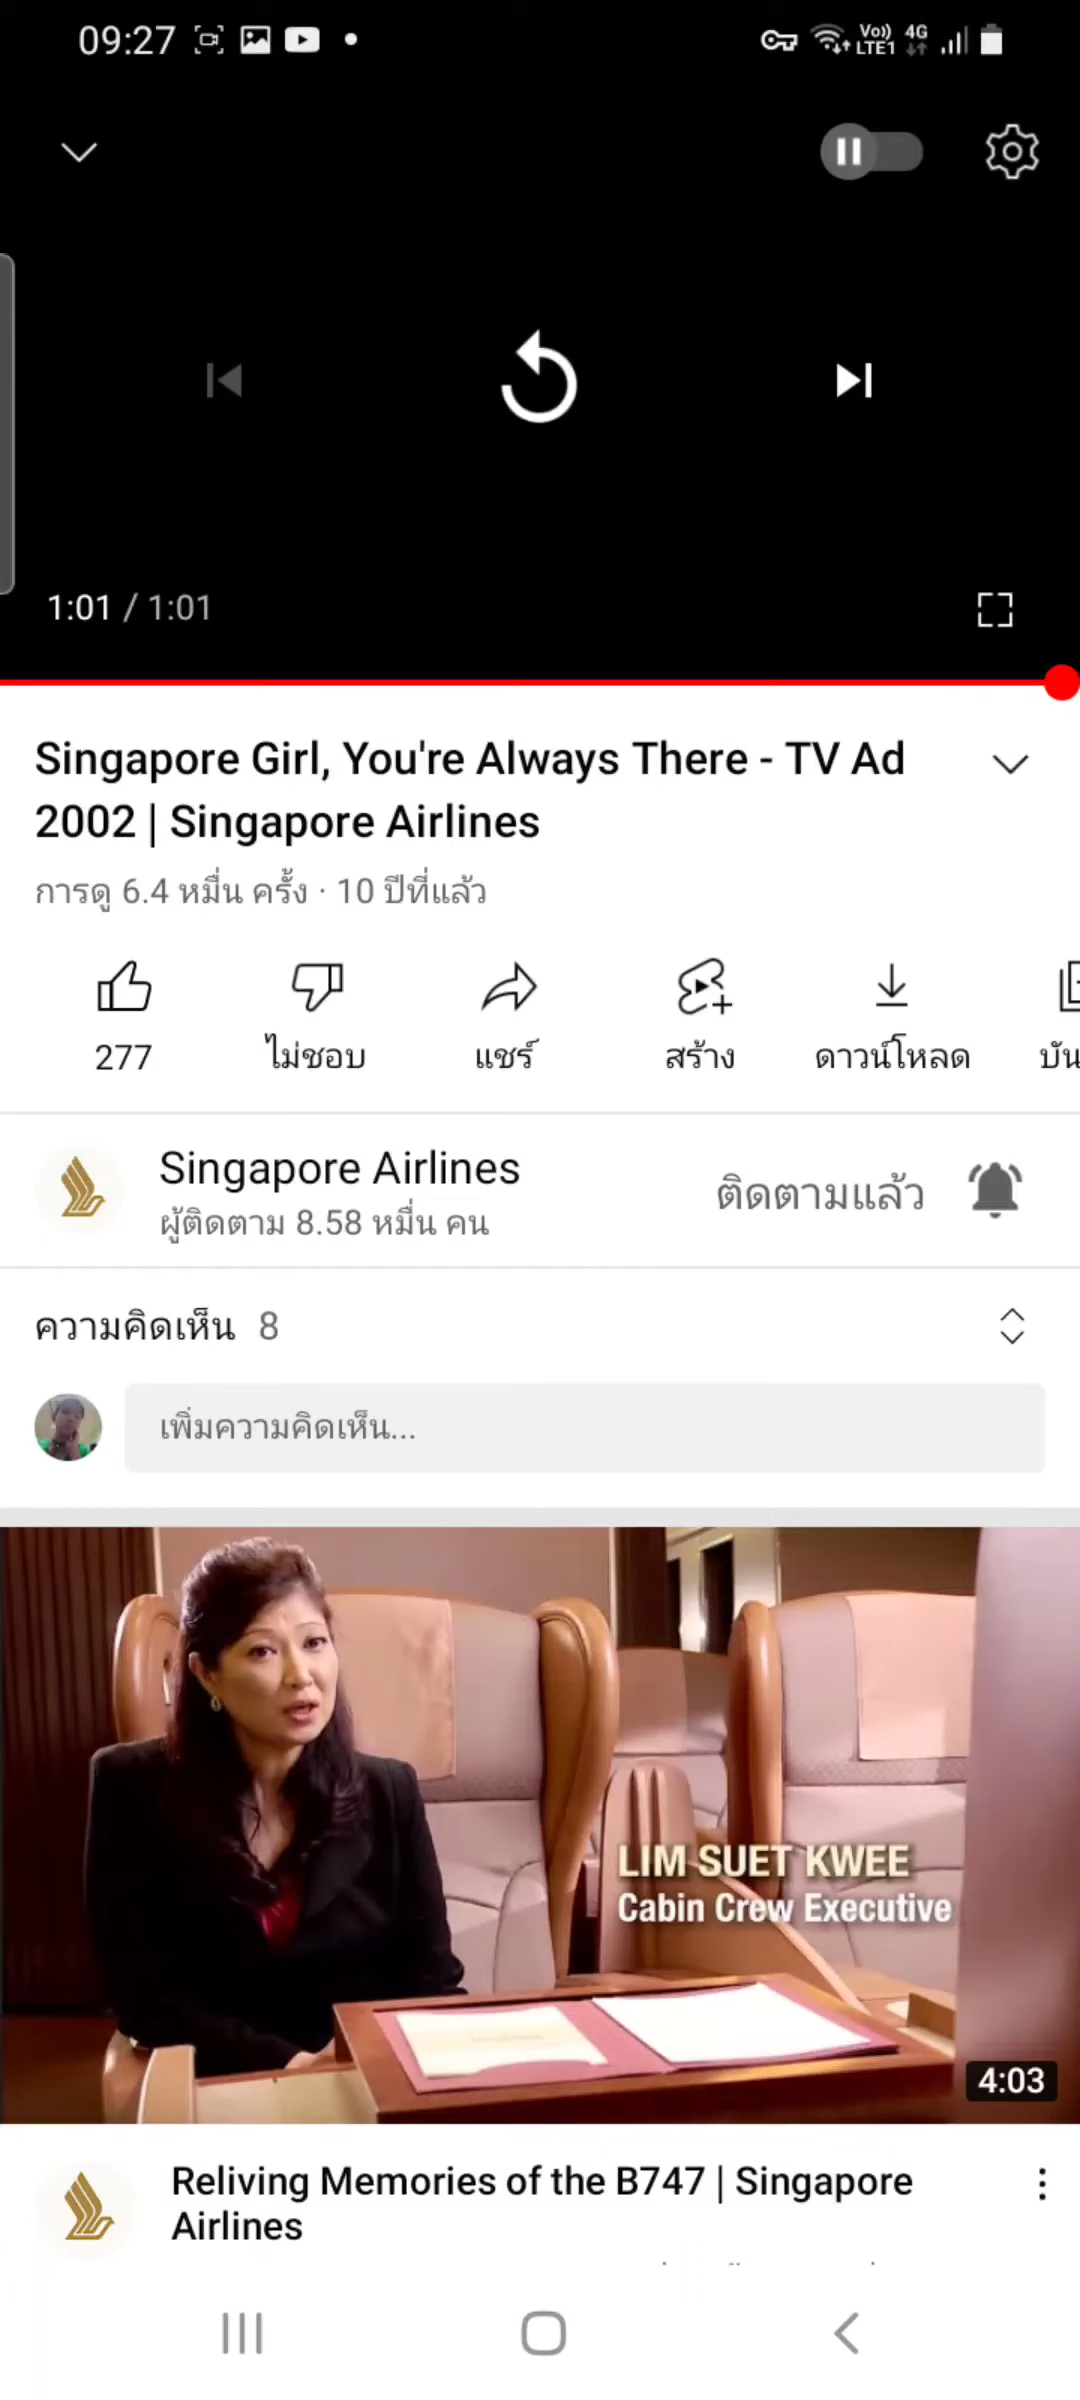 09:27
Vo))
LTE1
4G
1:01 / 1:01
Singapore Girl, You're Always There - TV Ad
2002 | Singapore Airlines
การดู 6.4 หมื่น ครั้ง · 10 ปีที่แล้ว
277
ไม่ชอบ
แชร์
สร้าง
ดาวน์โหลด
บัน
Singapore Airlines
ผู้ติดตาม 8.58 หมื่น คน
ติดตามแล้ว
ความคิดเห็น 8
เพิ่มความคิดเห็น...
LIM SUET KWEE
Cabin Crew Executive
4:03
Reliving Memories of the B747 | Singapore
Airlines